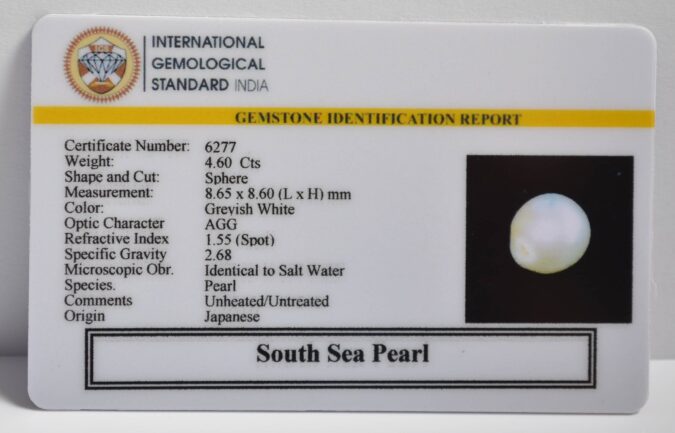 IGS
INTERNATIONAL
GEMOLOGICAL
STANDARD INDIA
GEMSTONE IDENTIFICATION REPORT
Certificate Number: 6277
Weight: 4.60 Cts
Shape and Cut: Sphere
Measurement: 8.65 x 8.60 (L x H) mm
Color: Greyish White
Optic Character AGG
Refractive Index 1.55 (Spot)
Specific Gravity 2.68
Microscopic Obr. Identical to Salt Water
Species. Pearl
Comments Unheated/Untreated
Origin Japanese
South Sea Pearl